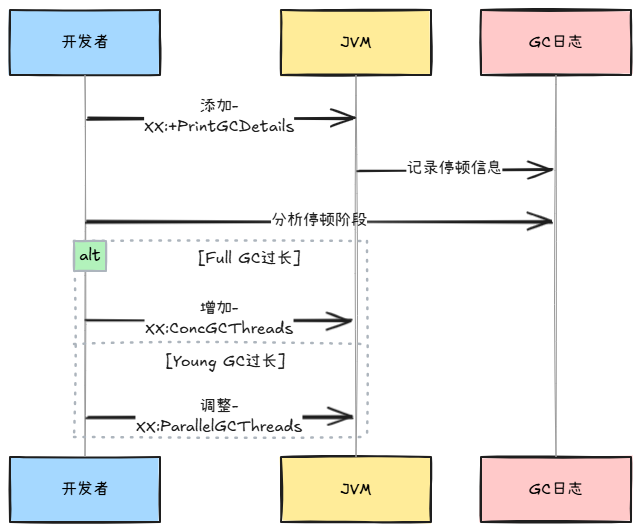 开发者
JVM
GC日志
添加-
XX:+PrintGCDetails
记录停顿信息
分析停顿阶段
alt
[Full GC过长]
增加-
XX:ConcGCThreads
[Young GC过长]
调整-
XX:ParallelGCThreads
开发者
JVM
GC日志